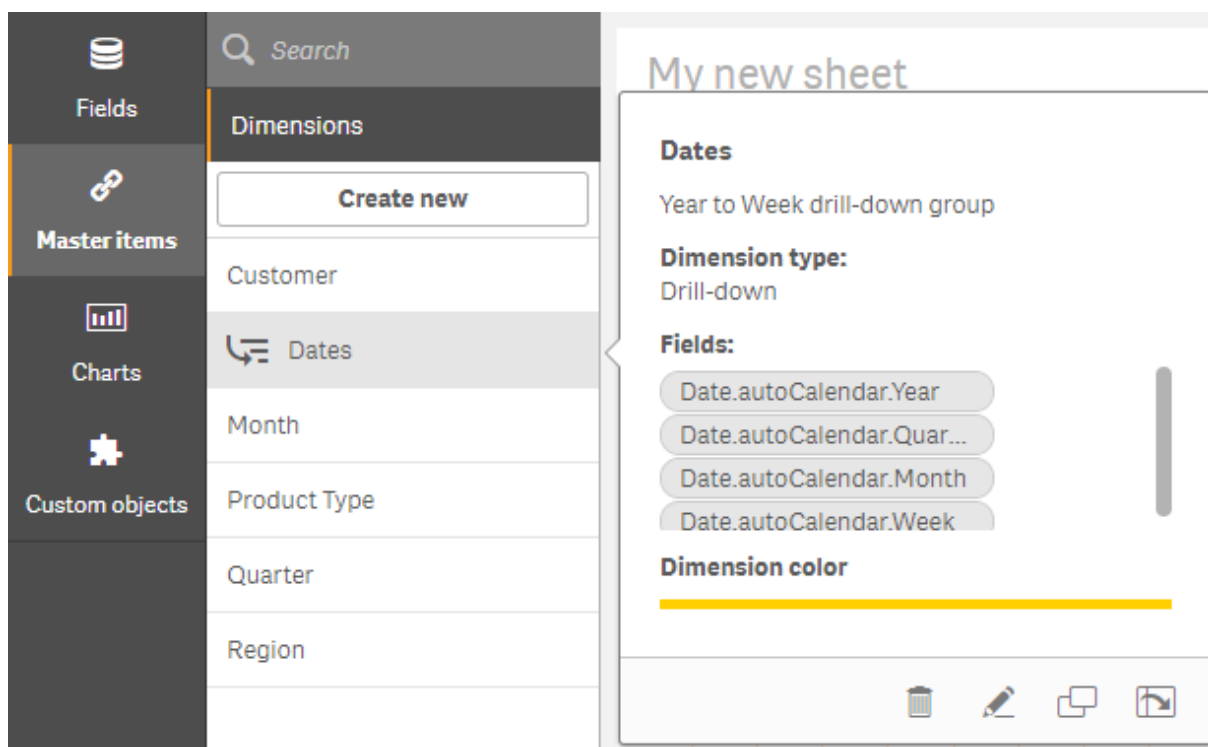 Fields
Master items
Charts
Custom objects
Search
Dimensions
Create new
Customer
Dates
Month
Product Type
Quarter
Region
My new sheet
Dates
Year to Week drill-down group
Dimension type:
Drill-down
Fields:
Date.autoCalendar.Year
Date.autoCalendar.Quar...
Date.autoCalendar.Month
Date.autoCalendar.Week
Dimension color